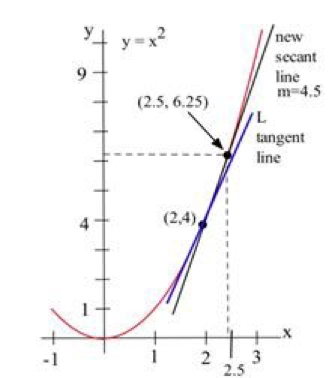 y
y = x²
new
secant
line
m=4.5
9
(2.5, 6.25)
L
tangent
line
4
(2,4)
1
x
-1
1
2
3
2.5